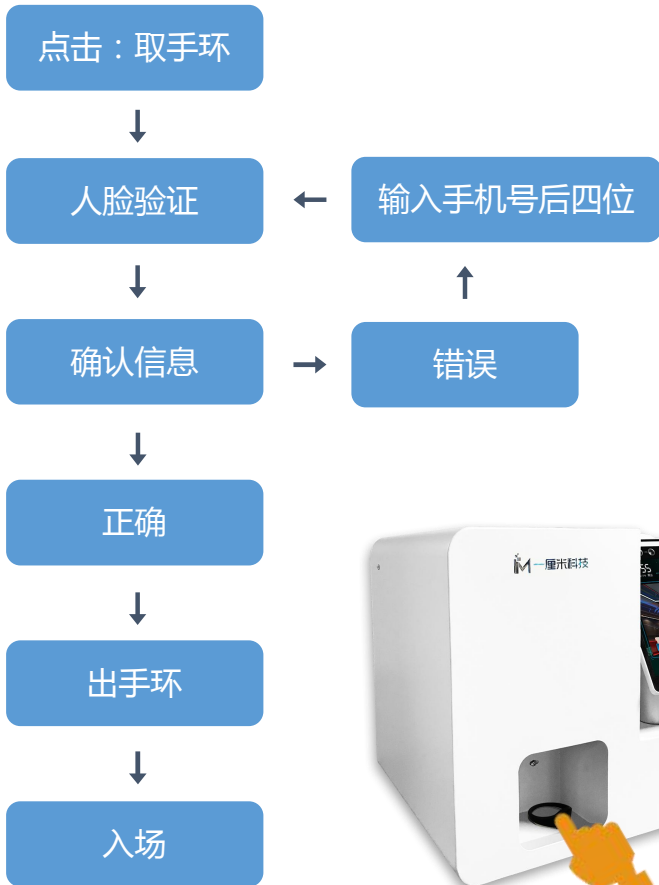 点击：取手环
人脸验证
输入手机号后四位
确认信息
错误
正确
一厘米科技
55
出手环
入场